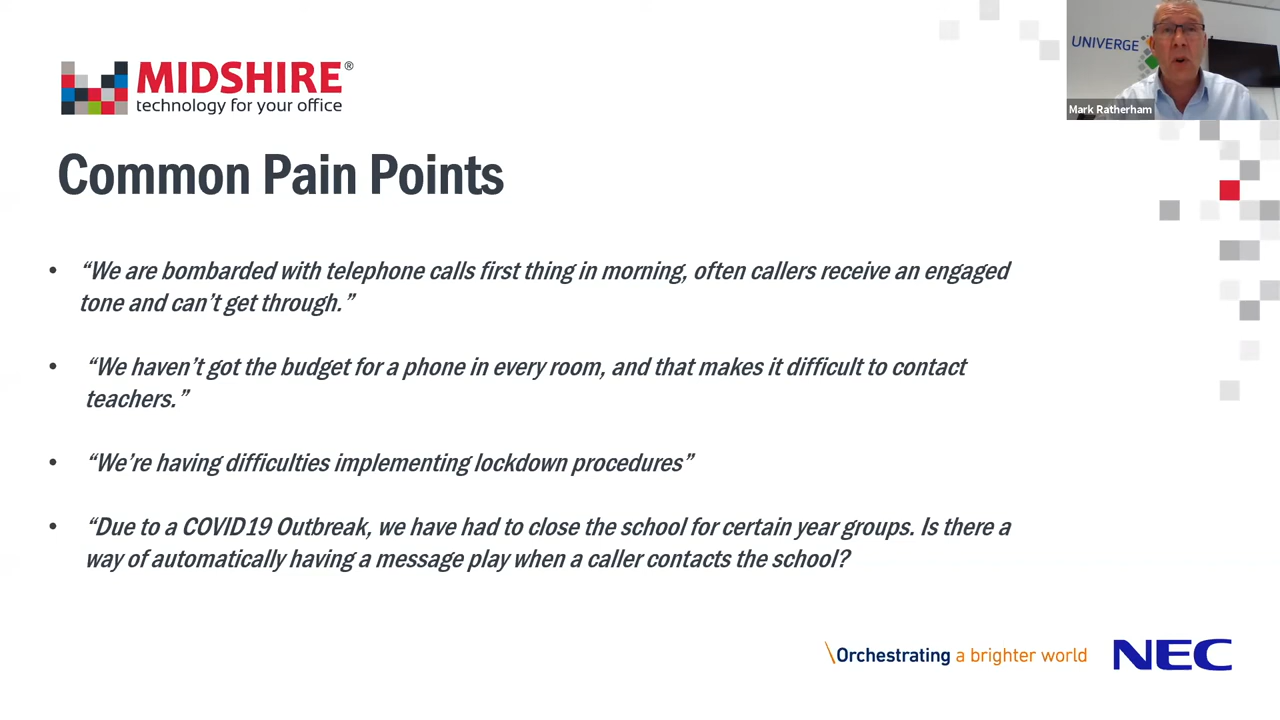 UNIVERGE
Mark Ratherham
MIDSHIRE®
technology for your office
Common Pain Points
• “We are bombarded with telephone calls first thing in morning, often callers receive an engaged
tone and can’t get through.”
• “We haven’t got the budget for a phone in every room, and that makes it difficult to contact
teachers.”
• “We’re having difficulties implementing lockdown procedures”
• “Due to a COVID19 Outbreak, we have had to close the school for certain year groups. Is there a
way of automatically having a message play when a caller contacts the school?
\Orchestrating a brighter world
NEC